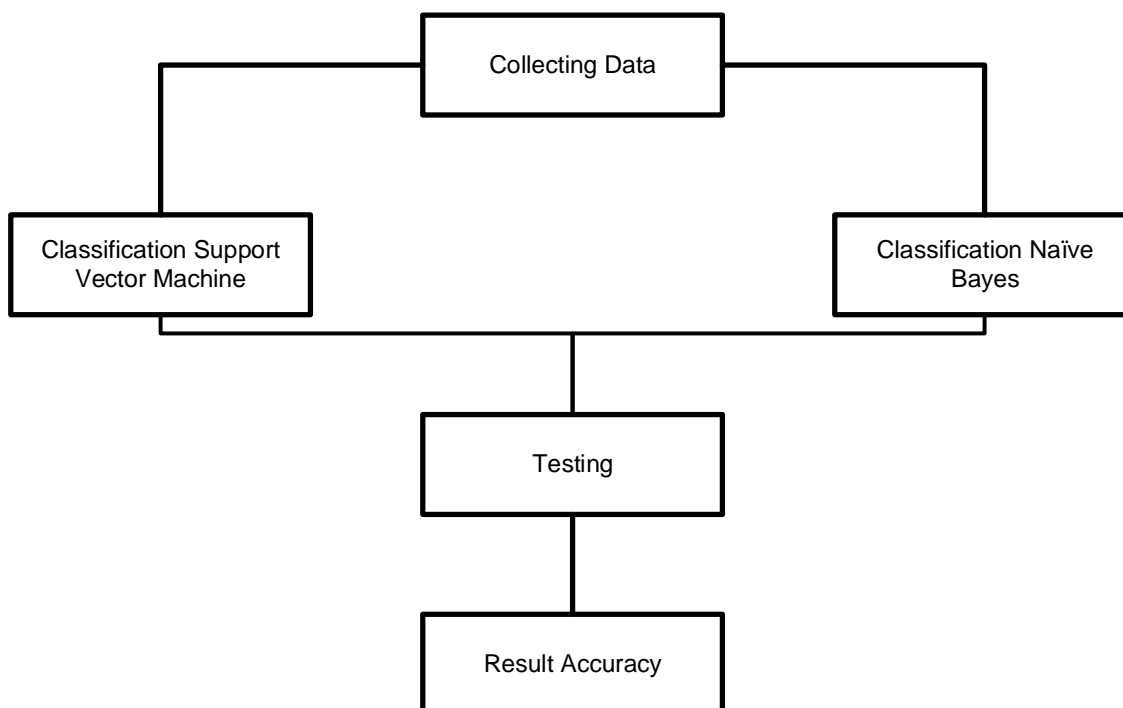 Collecting Data
Classification Support
Vector Machine
Classification Naïve
Bayes
Testing
Result Accuracy